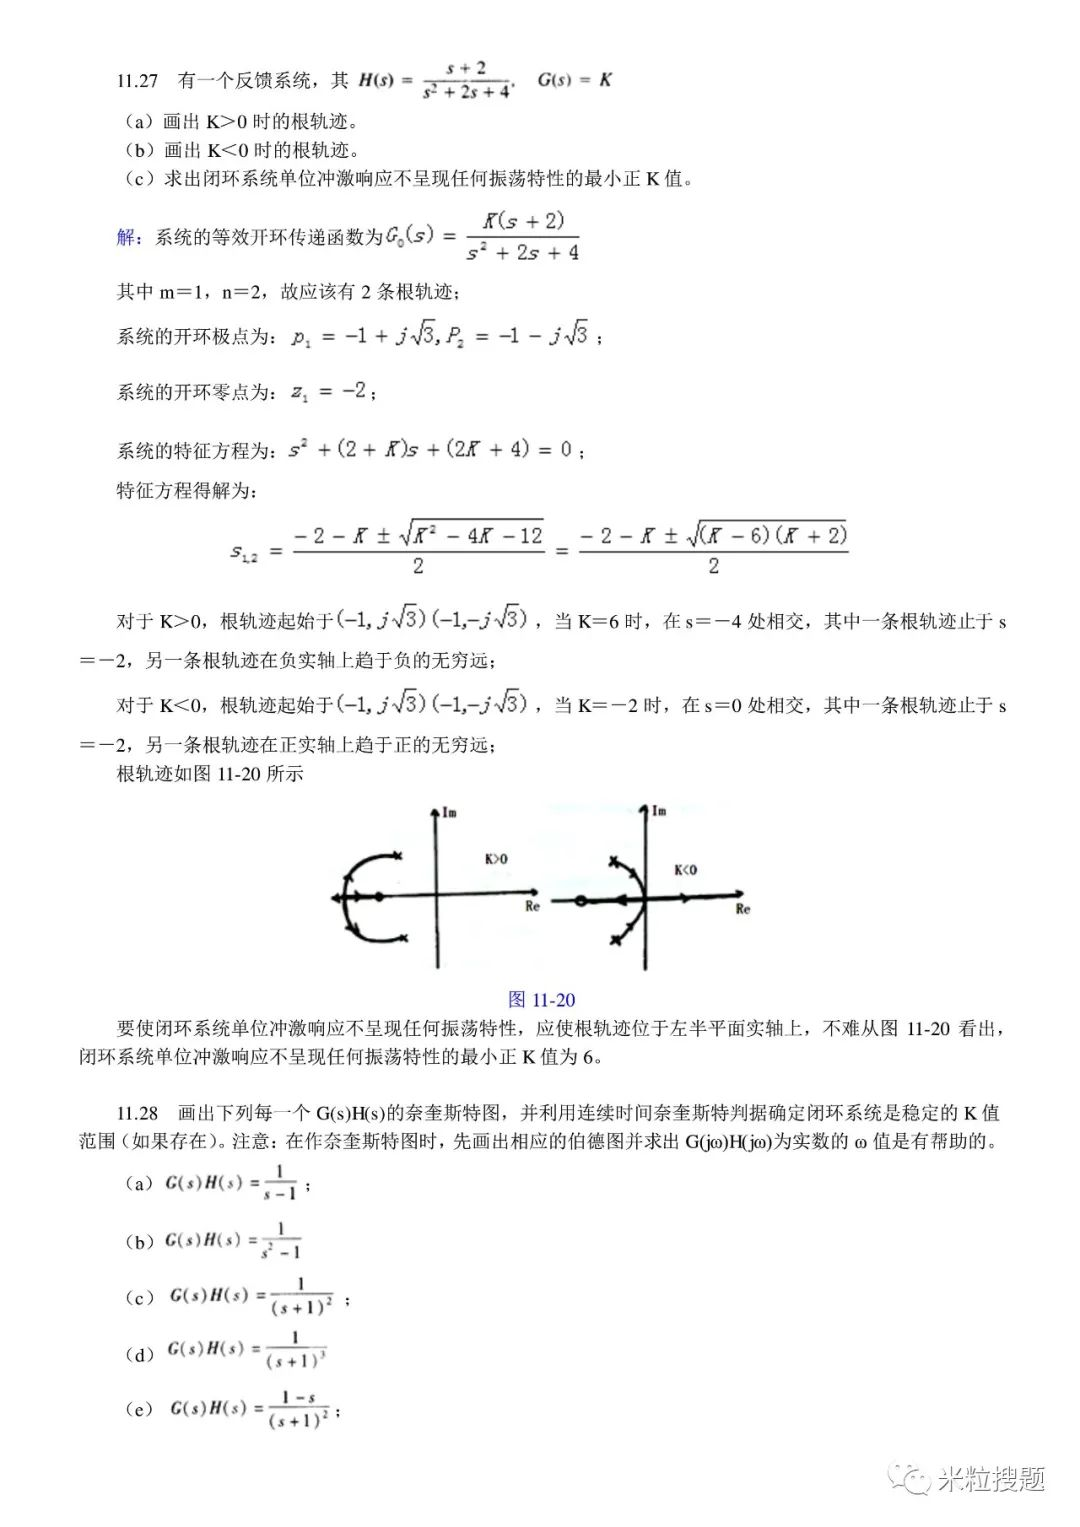 11.27 有一个反馈系统，其 H(s) = (s + 2)/(s² + 2s + 4), G(s) = K
（a）画出 K＞0 时的根轨迹。
（b）画出 K＜0 时的根轨迹。
（c）求出闭环系统单位冲激响应不呈现任何振荡特性的最小正 K 值。
解：系统的等效开环传递函数为 G₀(s) = K(s + 2)/(s² + 2s + 4)
其中 m＝1，n＝2，故应该有 2 条根轨迹；
系统的开环极点为：p₁ = −1 + j√3, P₂ = −1 − j√3；
系统的开环零点为：z₁ = −2；
系统的特征方程为：s² + (2 + K)s + (2K + 4) = 0；
特征方程得解为：
s₁,₂ = (−2 − K ± √(K² − 4K − 12))/2 = (−2 − K ± √((K − 6)(K + 2)))/2
对于 K＞0，根轨迹起始于(−1, j√3)(−1,−j√3)，当 K＝6 时，在 s＝－4 处相交，其中一条根轨迹止于 s
＝－2，另一条根轨迹在负实轴上趋于负的无穷远；
对于 K＜0，根轨迹起始于(−1, j√3)(−1,−j√3)，当 K＝－2 时，在 s＝0 处相交，其中一条根轨迹止于 s
＝－2，另一条根轨迹在正实轴上趋于正的无穷远；
根轨迹如图 11-20 所示
Im
K>0
Re
Im
K<0
Re
图 11-20
要使闭环系统单位冲激响应不呈现任何振荡特性，应使根轨迹位于左半平面实轴上，不难从图 11-20 看出，
闭环系统单位冲激响应不呈现任何振荡特性的最小正 K 值为 6。
11.28 画出下列每一个 G(s)H(s)的奈奎斯特图，并利用连续时间奈奎斯特判据确定闭环系统是稳定的 K 值
范围（如果存在）。注意：在作奈奎斯特图时，先画出相应的伯德图并求出 G(jω)H(jω)为实数的 ω 值是有帮助的。
（a）G(s)H(s) = 1/(s − 1)；
（b）G(s)H(s) = 1/(s² − 1)
（c）G(s)H(s) = 1/(s + 1)²；
（d）G(s)H(s) = 1/(s + 1)³
（e）G(s)H(s) = (1 − s)/(s + 1)²；
米粒搜题